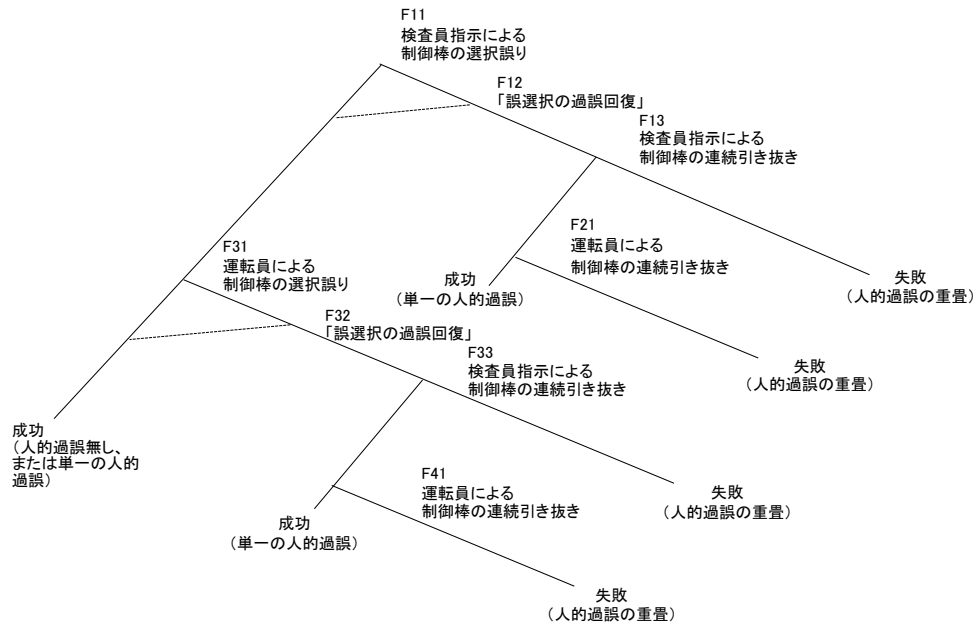 F11
検査員指示による
制御棒の選択誤り
F12
「誤選択の過誤回復」
F13
検査員指示による
制御棒の連続引き抜き
F21
運転員による
制御棒の連続引き抜き
成功
(単一の人的過誤)
失敗
(人的過誤の重畳)
失敗
(人的過誤の重畳)
F31
運転員による
制御棒の選択誤り
F32
「誤選択の過誤回復」
F33
検査員指示による
制御棒の連続引き抜き
成功
(人的過誤無し、
または単一の人的
過誤)
F41
運転員による
制御棒の連続引き抜き
失敗
(人的過誤の重畳)
成功
(単一の人的過誤)
失敗
(人的過誤の重畳)